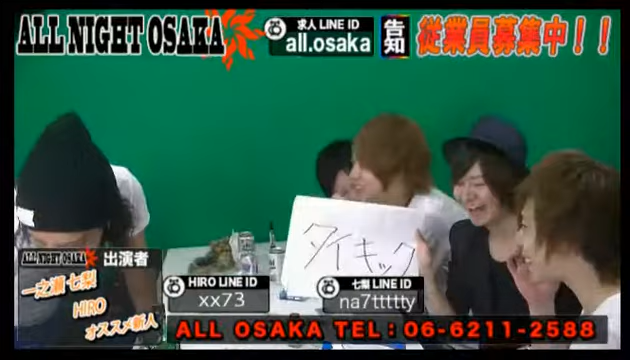 ALL NIGHT OSAKA
求人 LINE ID
all.osaka
告知
従業員募集中！！
タイキック
ALL NIGHT OSAKA 出演者
一之瀬 七梨
HIRO
オススメ新人
HIRO LINE ID
xx73
七梨 LINE ID
na7ttttty
ALL OSAKA TEL：06-6211-2588